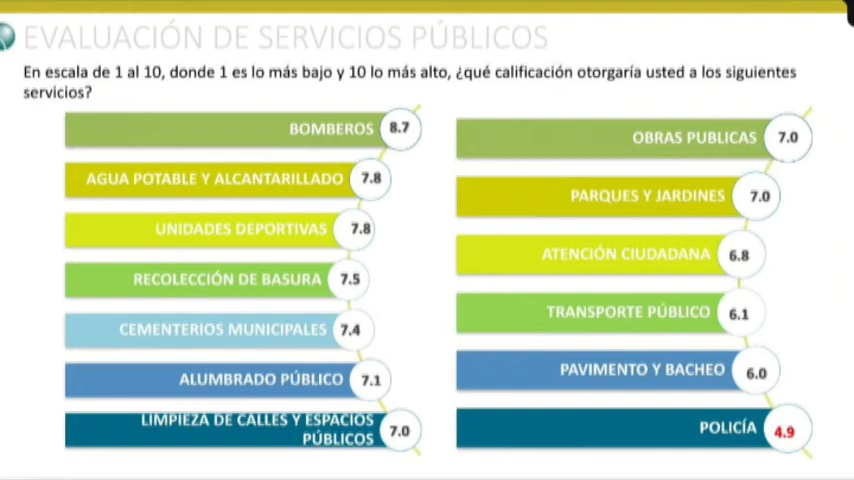 EVALUACIÓN DE SERVICIOS PÚBLICOS
En escala de 1 al 10, donde 1 es lo más bajo y 10 lo más alto, ¿qué calificación otorgaría usted a los siguientes
servicios?
BOMBEROS 8.7
AGUA POTABLE Y ALCANTARILLADO 7.8
UNIDADES DEPORTIVAS 7.8
RECOLECCIÓN DE BASURA 7.5
CEMENTERIOS MUNICIPALES 7.4
ALUMBRADO PÚBLICO 7.1
LIMPIEZA DE CALLES Y ESPACIOS
PÚBLICOS 7.0
OBRAS PUBLICAS 7.0
PARQUES Y JARDINES 7.0
ATENCIÓN CIUDADANA 6.8
TRANSPORTE PÚBLICO 6.1
PAVIMENTO Y BACHEO 6.0
POLICÍA 4.9